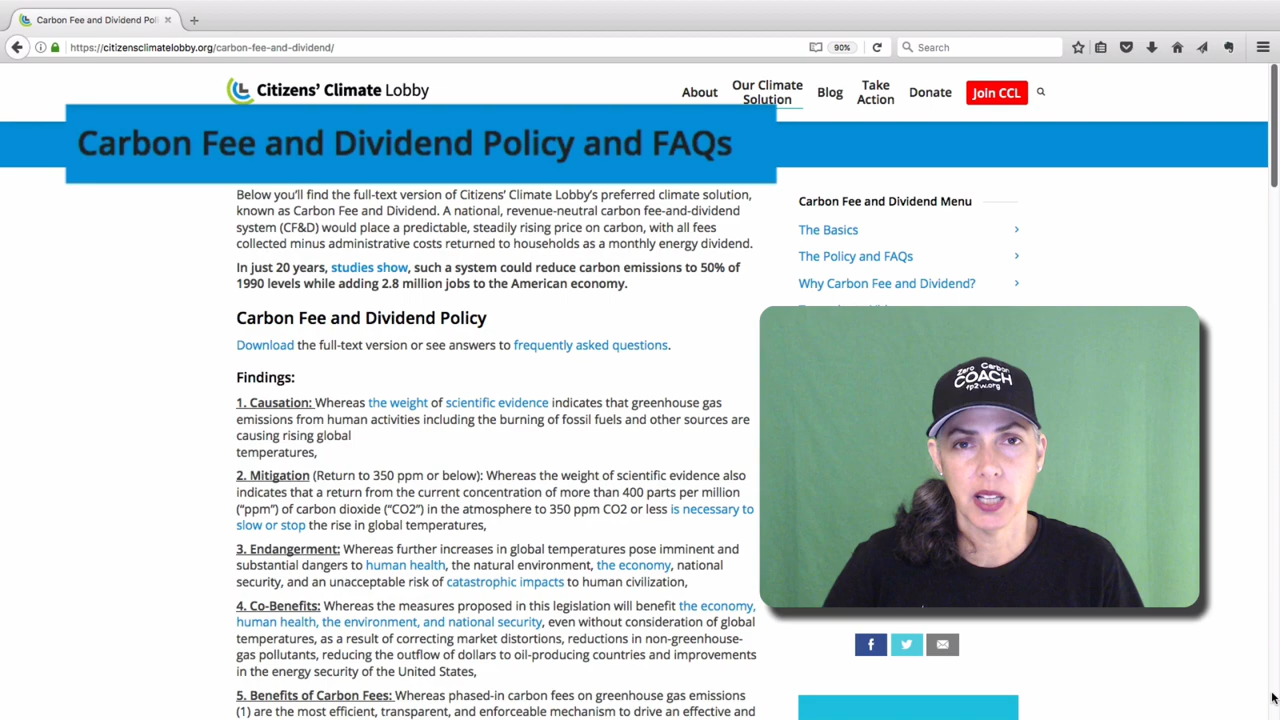 Carbon Fee and Dividend Pol
https://citizensclimatelobby.org/carbon-fee-and-dividend/
90%
Search
Citizens' Climate Lobby
About
Our Climate
Solution
Blog
Take
Action
Donate
Join CCL
Carbon Fee and Dividend Policy and FAQs
Below you'll find the full-text version of Citizens' Climate Lobby's preferred climate solution,
known as Carbon Fee and Dividend. A national, revenue-neutral carbon fee-and-dividend
system (CF&D) would place a predictable, steadily rising price on carbon, with all fees
collected minus administrative costs returned to households as a monthly energy dividend.
In just 20 years, studies show, such a system could reduce carbon emissions to 50% of
1990 levels while adding 2.8 million jobs to the American economy.
Carbon Fee and Dividend Policy
Download the full-text version or see answers to frequently asked questions.
Findings:
1. Causation: Whereas the weight of scientific evidence indicates that greenhouse gas
emissions from human activities including the burning of fossil fuels and other sources are
causing rising global
temperatures,
2. Mitigation (Return to 350 ppm or below): Whereas the weight of scientific evidence also
indicates that a return from the current concentration of more than 400 parts per million
("ppm") of carbon dioxide ("CO2") in the atmosphere to 350 ppm CO2 or less is necessary to
slow or stop the rise in global temperatures,
3. Endangerment: Whereas further increases in global temperatures pose imminent and
substantial dangers to human health, the natural environment, the economy, national
security, and an unacceptable risk of catastrophic impacts to human civilization,
4. Co-Benefits: Whereas the measures proposed in this legislation will benefit the economy,
human health, the environment, and national security, even without consideration of global
temperatures, as a result of correcting market distortions, reductions in non-greenhouse-
gas pollutants, reducing the outflow of dollars to oil-producing countries and improvements
in the energy security of the United States,
5. Benefits of Carbon Fees: Whereas phased-in carbon fees on greenhouse gas emissions
(1) are the most efficient, transparent, and enforceable mechanism to drive an effective and
Carbon Fee and Dividend Menu
The Basics
The Policy and FAQs
Why Carbon Fee and Dividend?
Zero Carbon
COACH
rp2w.org